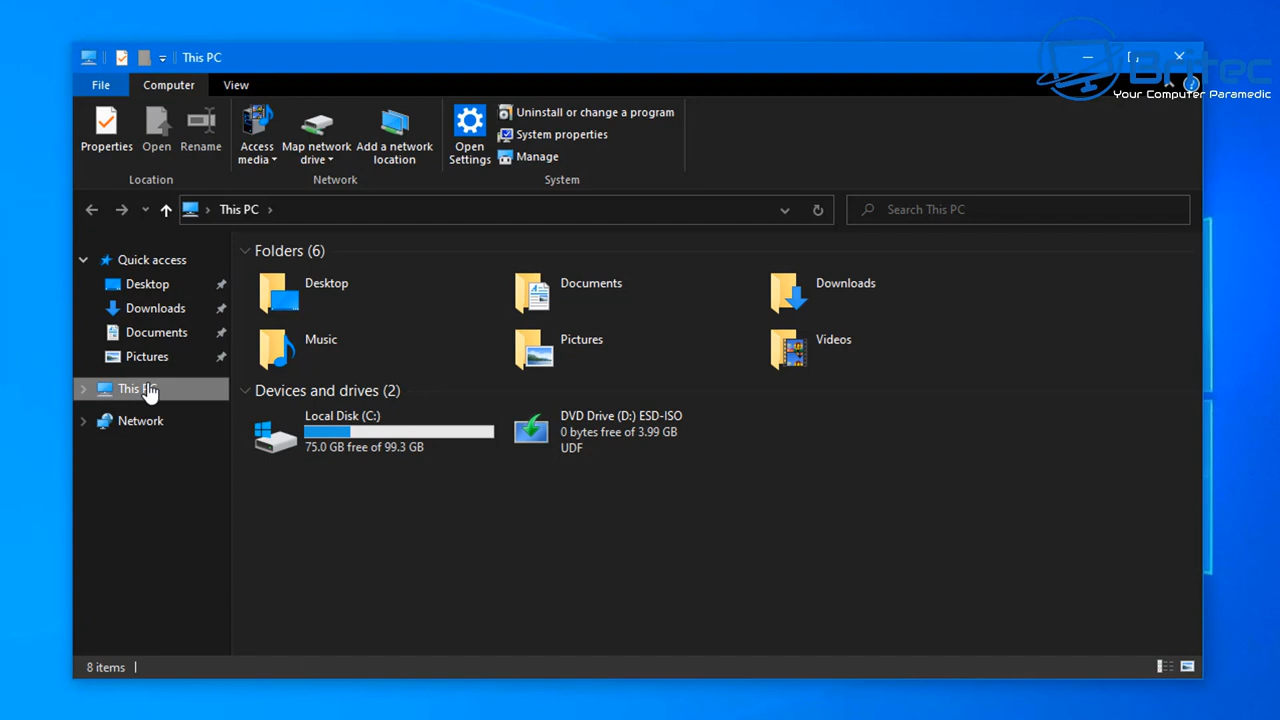 This PC
Britec
Your Computer Paramedic
File
Computer
View
Properties
Open
Rename
Access media
Map network drive
Add a network location
Open Settings
Uninstall or change a program
System properties
Manage
Location
Network
System
This PC
Search This PC
Quick access
Desktop
Downloads
Documents
Pictures
This PC
Network
Folders (6)
Desktop
Documents
Downloads
Music
Pictures
Videos
Devices and drives (2)
Local Disk (C:)
75.0 GB free of 99.3 GB
DVD Drive (D:) ESD-ISO
0 bytes free of 3.99 GB
UDF
8 items